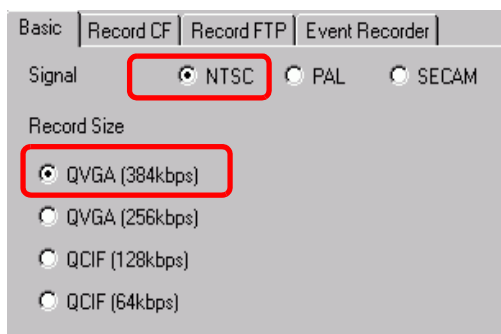 Basic Record CF Record FTP Event Recorder
Signal NTSC PAL SECAM
Record Size
QVGA (384kbps)
QVGA (256kbps)
QCIF (128kbps)
QCIF (64kbps)